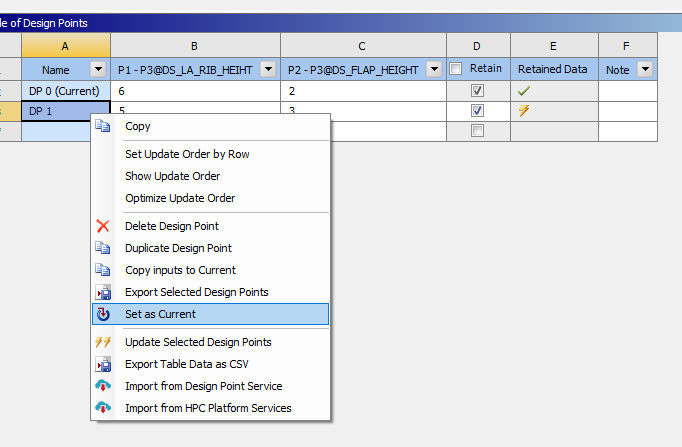 le of Design Points
A B C D E F
Name P1 - P3@DS_LA_RIB_HEIHT P2 - P3@DS_FLAP_HEIGHT Retain Retained Data Note
DP 0 (Current) 6 2
DP 1 5 3
Copy
Set Update Order by Row
Show Update Order
Optimize Update Order
Delete Design Point
Duplicate Design Point
Copy inputs to Current
Export Selected Design Points
Set as Current
Update Selected Design Points
Export Table Data as CSV
Import from Design Point Service
Import from HPC Platform Services